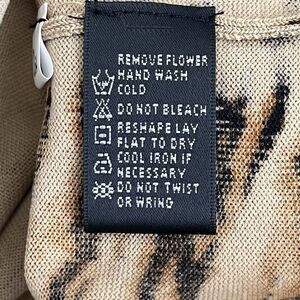 REMOVE FLOWER
HAND WASH
COLD
DO NOT BLEACH
RESHAPE LAY
FLAT TO DRY
COOL IRON IF
NECESSARY
DO NOT TWIST
OR WRING